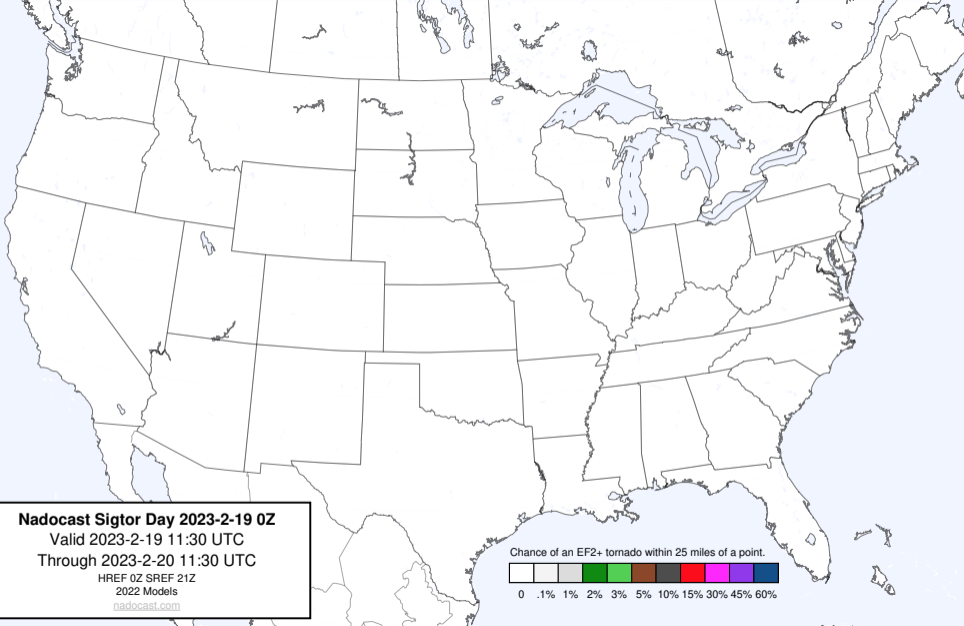 Nadocast Sigtor Day 2023-2-19 0Z
Valid 2023-2-19 11:30 UTC
Through 2023-2-20 11:30 UTC
HREF 0Z SREF 21Z
2022 Models
nadocast.com
Chance of an EF2+ tornado within 25 miles of a point.
0 .1% 1% 2% 3% 5% 10% 15% 30% 45% 60%